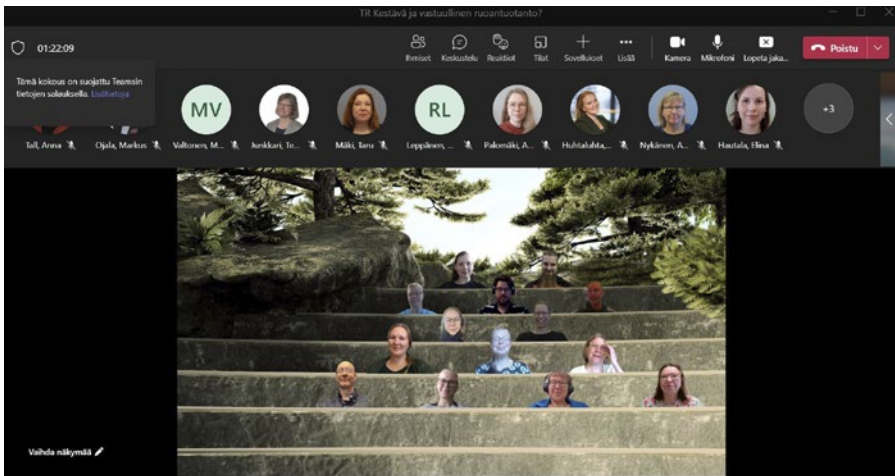 TR Kestävä ja vastuullinen ruoantuotanto?
01:22:09
Ihmiset Keskustelu Reaktiot Tilat Sovellukset Lisää Kamera Mikrofoni Lopeta jaka... Poistu
Tämä kokous on suojattu Teamsin
tietojen salauksella. Lisätietoja
MV RL +3
Tall, Anna Ojala, Markus Valtonen, M... Junkkari, Te... Mäki, Taru Leppänen, ... Palomäki, A... Huhtaluhta,... Nykänen, A... Hautala, Elina
Vaihda näkymää